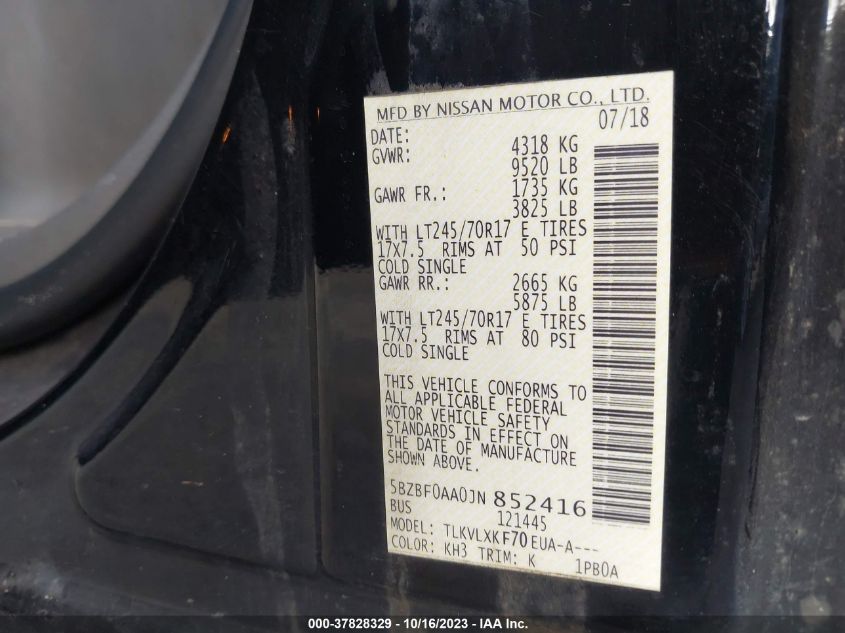 MFD BY NISSAN MOTOR CO., LTD.
DATE: 07/18
GVWR: 4318 KG
9520 LB
GAWR FR.: 1735 KG
3825 LB
WITH LT245/70R17 E TIRES
17X7.5 RIMS AT 50 PSI
COLD SINGLE
GAWR RR.: 2665 KG
5875 LB
WITH LT245/70R17 E TIRES
17X7.5 RIMS AT 80 PSI
COLD SINGLE
THIS VEHICLE CONFORMS TO
ALL APPLICABLE FEDERAL
MOTOR VEHICLE SAFETY
STANDARDS IN EFFECT ON
THE DATE OF MANUFACTURE
SHOWN ABOVE.
5BZBF0AA0JN 852416
BUS 121445
MODEL: TLKVLXKF70EUA-A---
COLOR: KH3 TRIM: K 1PB0A
000-37828329 - 10/16/2023 - IAA Inc.